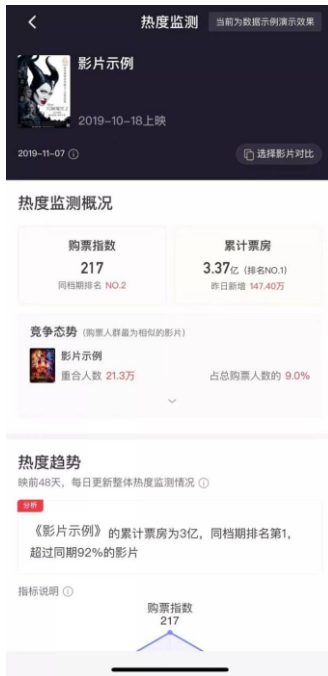 热度监测
当前为数据示例演示效果
影片示例
2019-10-18上映
2019-11-07
选择影片对比
热度监测概况
购票指数
累计票房
217
3.37亿 (排名NO.1)
同档期排名 NO.2
昨日新增 147.40万
竞争态势 (购票人群最为相似的影片)
影片示例
重合人数 21.3万
占总购票人数的 9.0%
热度趋势
映前48天，每日更新整体热度监测情况
分析
《影片示例》的累计票房为3亿，同档期排名第1，
超过同期92%的影片
指标说明
购票指数
217